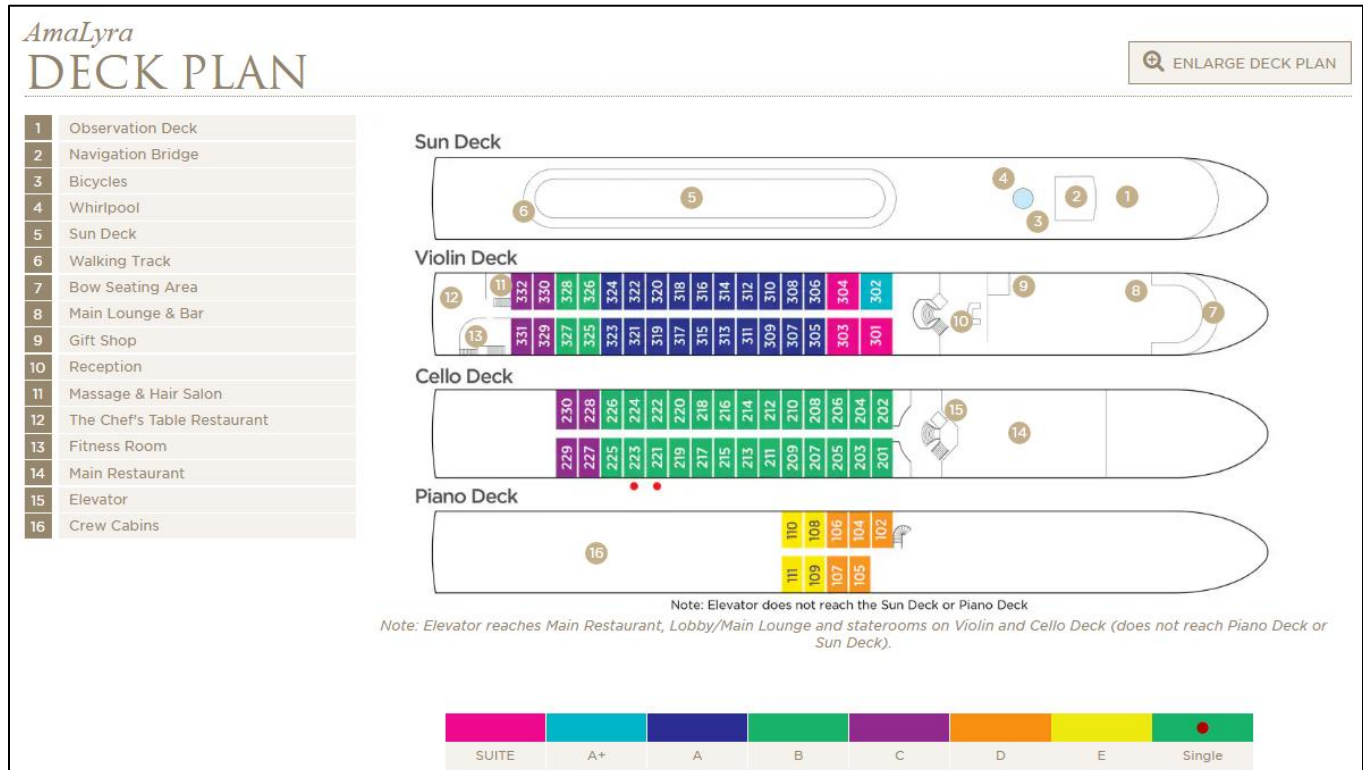 AmaLyra
DECK PLAN
ENLARGE DECK PLAN
1 Observation Deck
2 Navigation Bridge
3 Bicycles
4 Whirlpool
5 Sun Deck
6 Walking Track
7 Bow Seating Area
8 Main Lounge & Bar
9 Gift Shop
10 Reception
11 Massage & Hair Salon
12 The Chef's Table Restaurant
13 Fitness Room
14 Main Restaurant
15 Elevator
16 Crew Cabins
Sun Deck
6 5 4 3 2 1
Violin Deck
12 11 332 330 328 326 324 322 320 318 316 314 312 310 308 306 304 302 10 9 8 7
13 331 329 327 325 323 321 319 317 315 313 311 309 307 305 303 301
Cello Deck
230 228 226 224 222 220 218 216 214 212 210 208 206 204 202 15 14
229 227 225 223 221 219 217 215 213 211 209 207 205 203 201
Piano Deck
16 110 108 106 104 102
111 109 107 105
Note: Elevator does not reach the Sun Deck or Piano Deck
Note: Elevator reaches Main Restaurant, Lobby/Main Lounge and staterooms on Violin and Cello Deck (does not reach Piano Deck or
Sun Deck).
SUITE A+ A B C D E Single